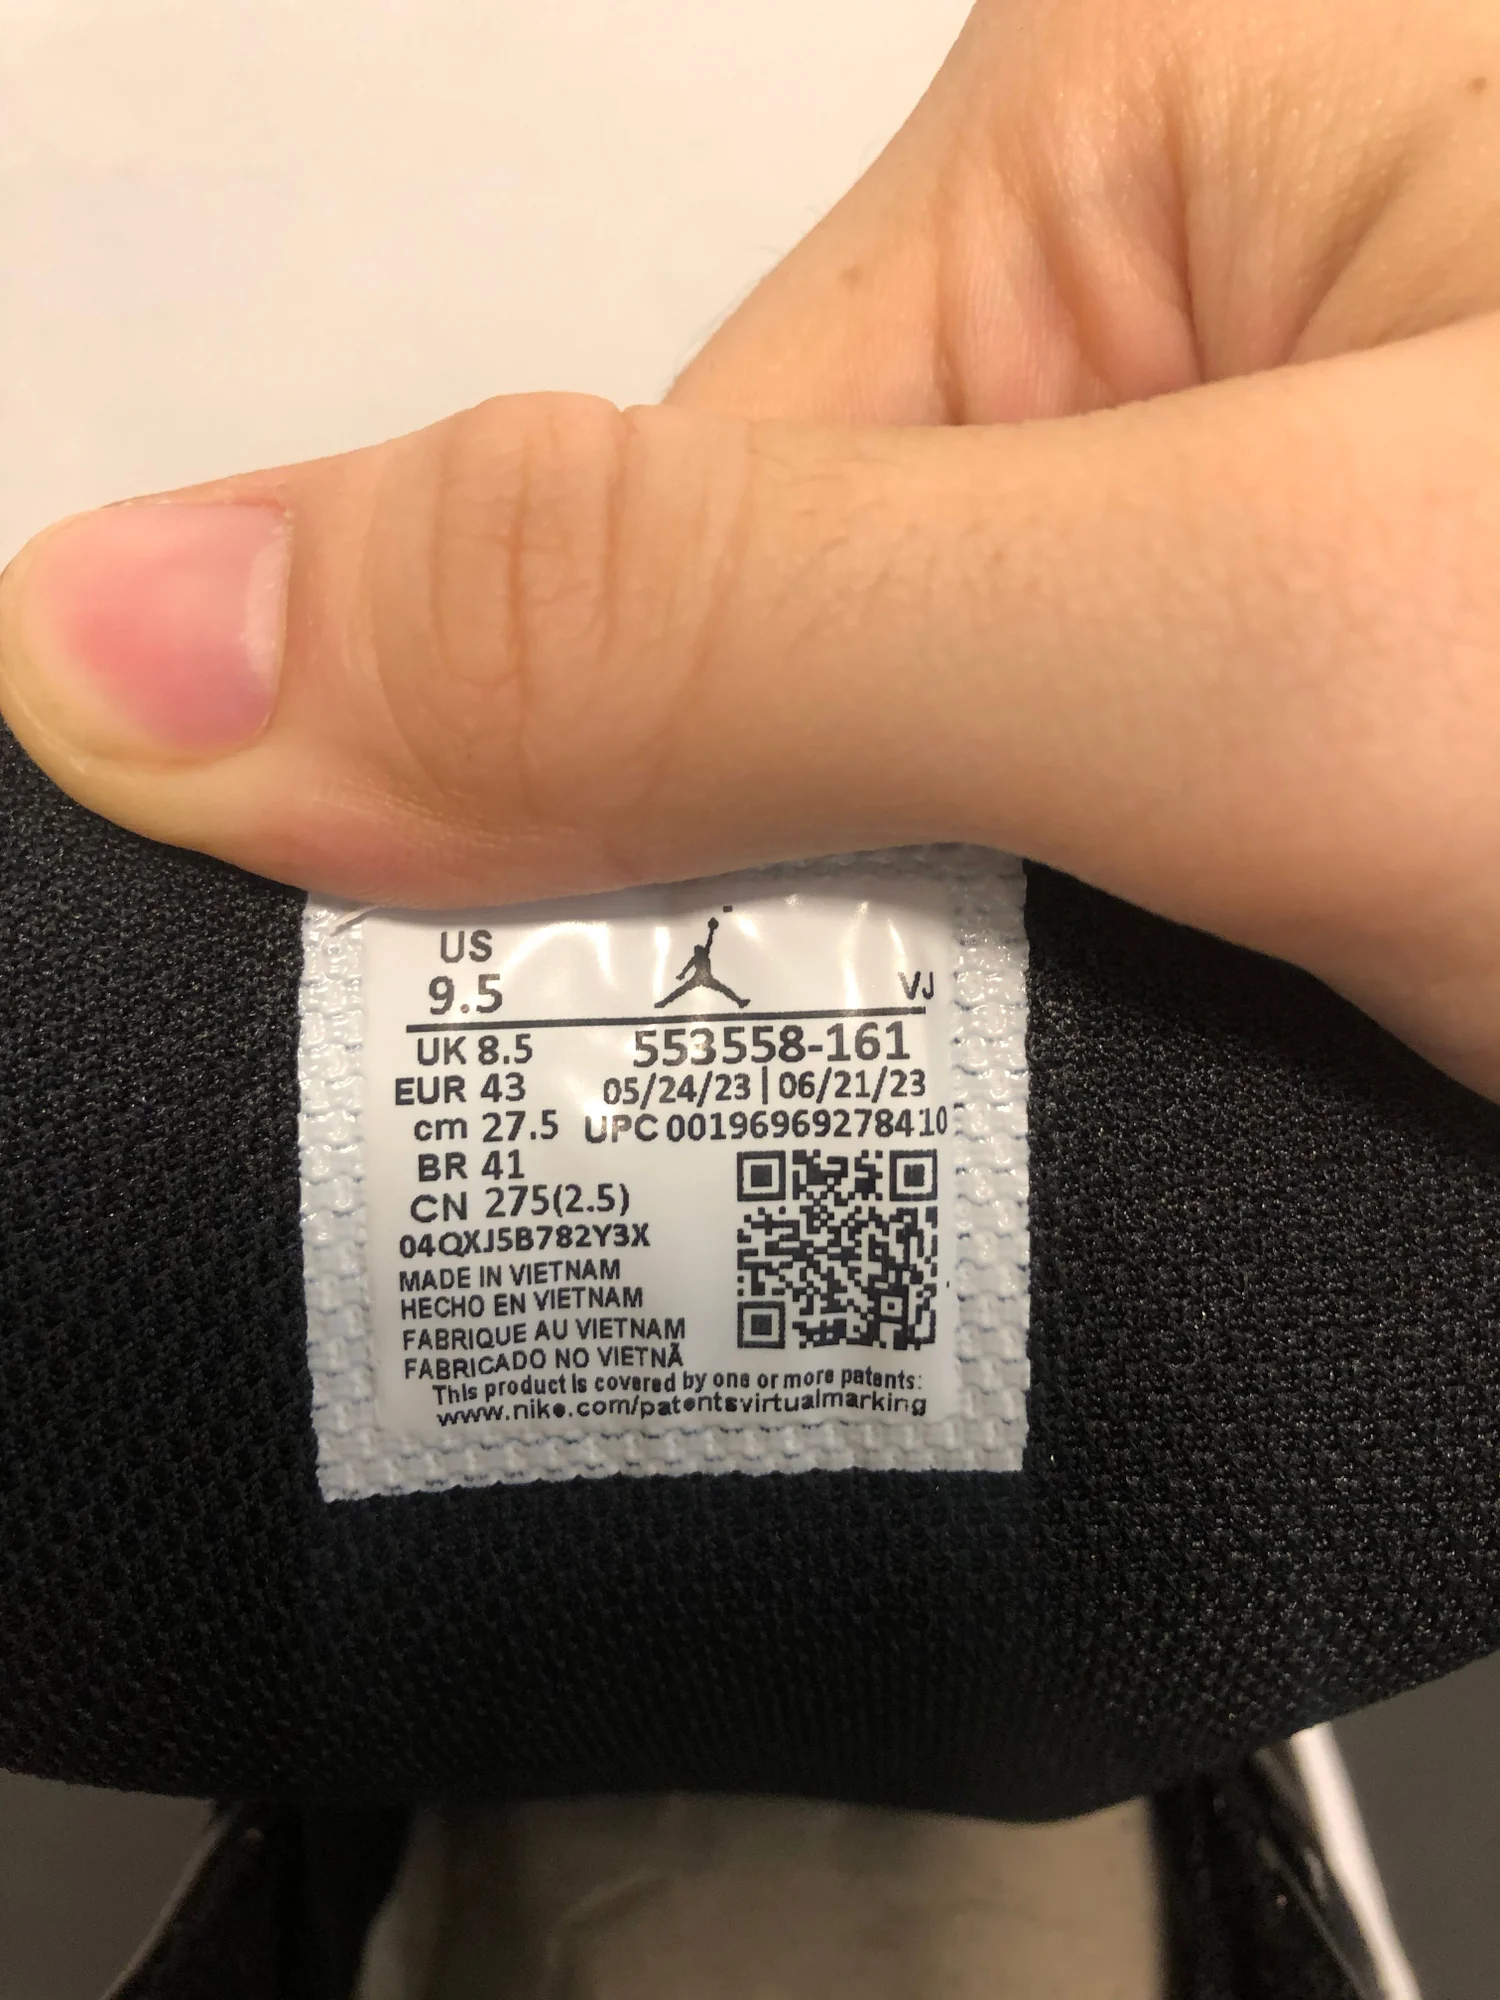 US
9.5
VJ
UK 8.5 553558-161
EUR 43 05/24/23 | 06/21/23
cm 27.5 UPC 00196969278410
BR 41
CN 275(2.5)
04QXJ5B782Y3X
MADE IN VIETNAM
HECHO EN VIETNAM
FABRIQUE AU VIETNAM
FABRICADO NO VIETNÃ
This product is covered by one or more patents:
www.nike.com/patentsvirtualmarking